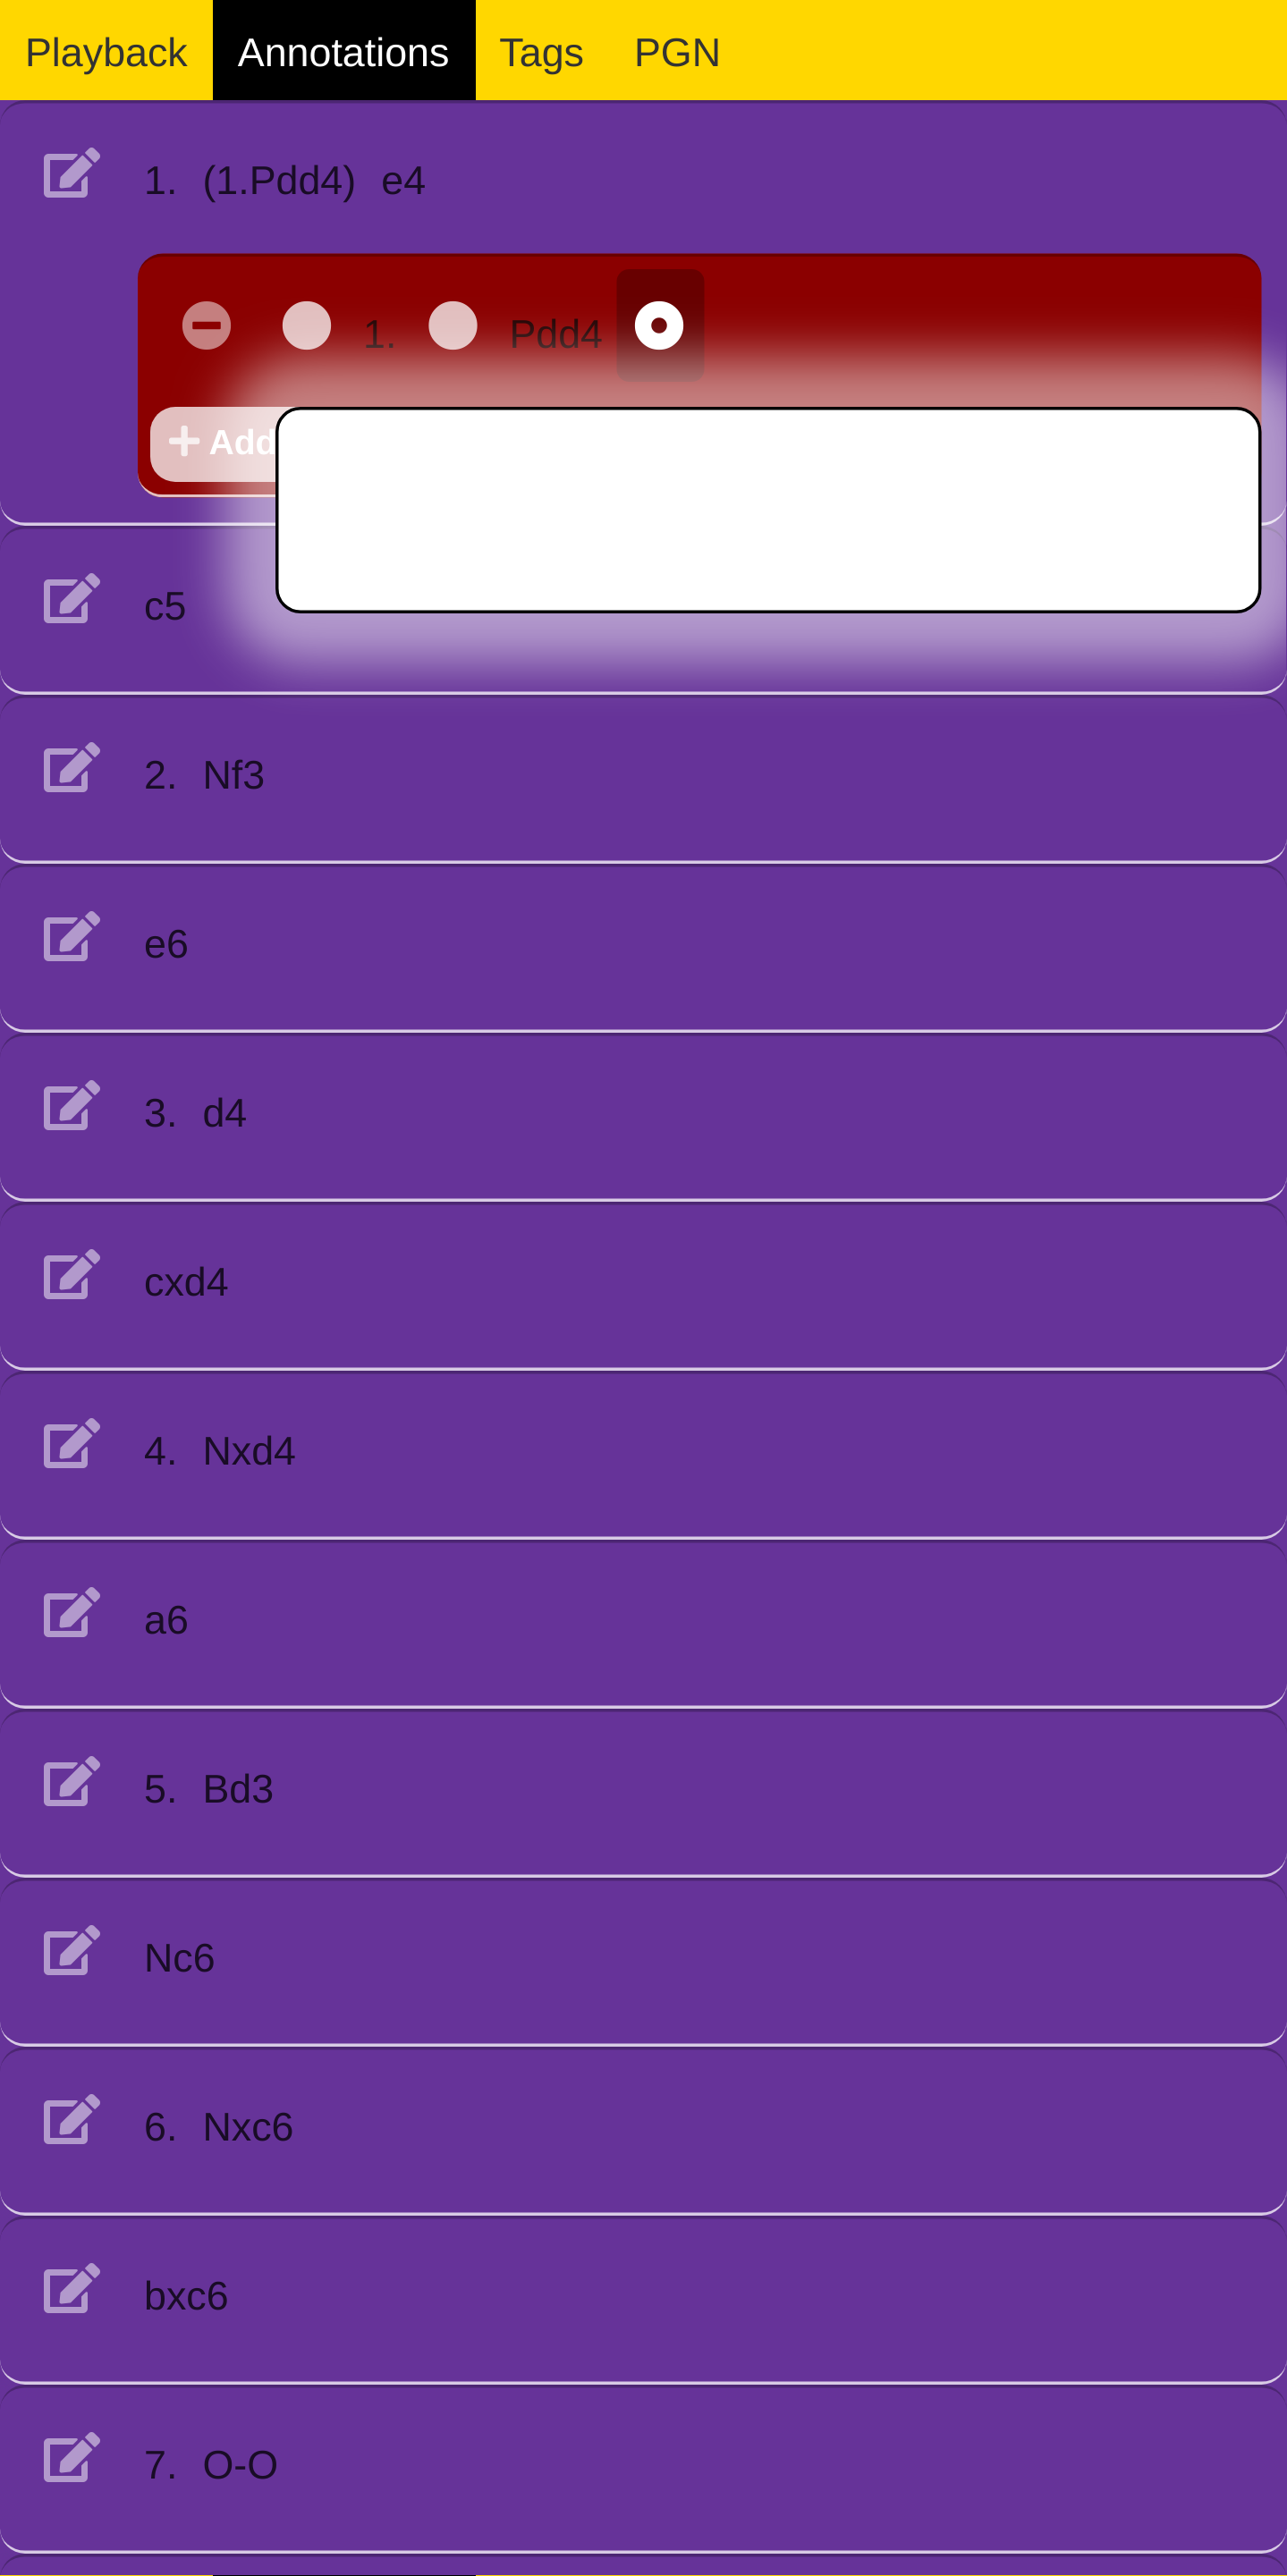 Playback Annotations Tags PGN
1. (1.Pdd4) e4
1. Pdd4
Add
c5
2. Nf3
e6
3. d4
cxd4
4. Nxd4
a6
5. Bd3
Nc6
6. Nxc6
bxc6
7. O-O